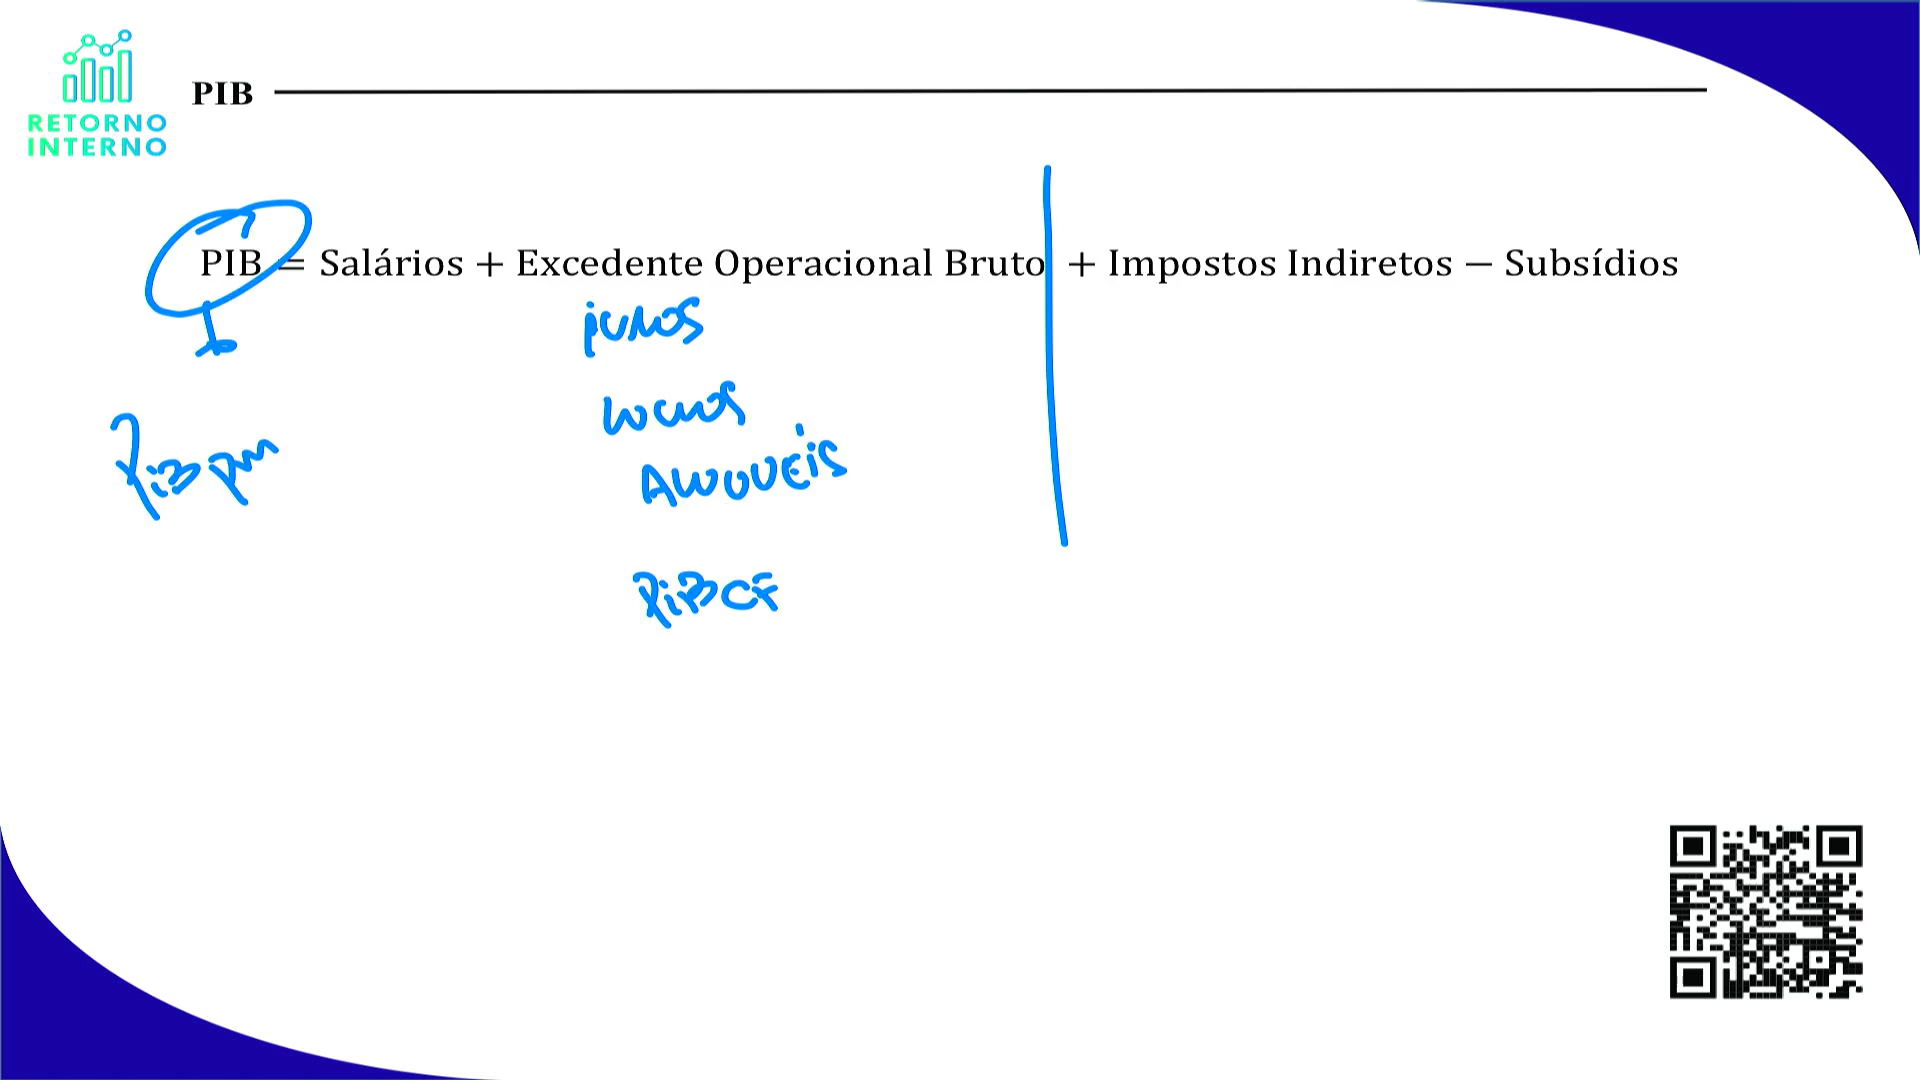 RETORNO
INTERNO
PIB
PIB = Salários + Excedente Operacional Bruto + Impostos Indiretos − Subsídios
juros
lucros
Aluguéis
PiBpm
PiBCF